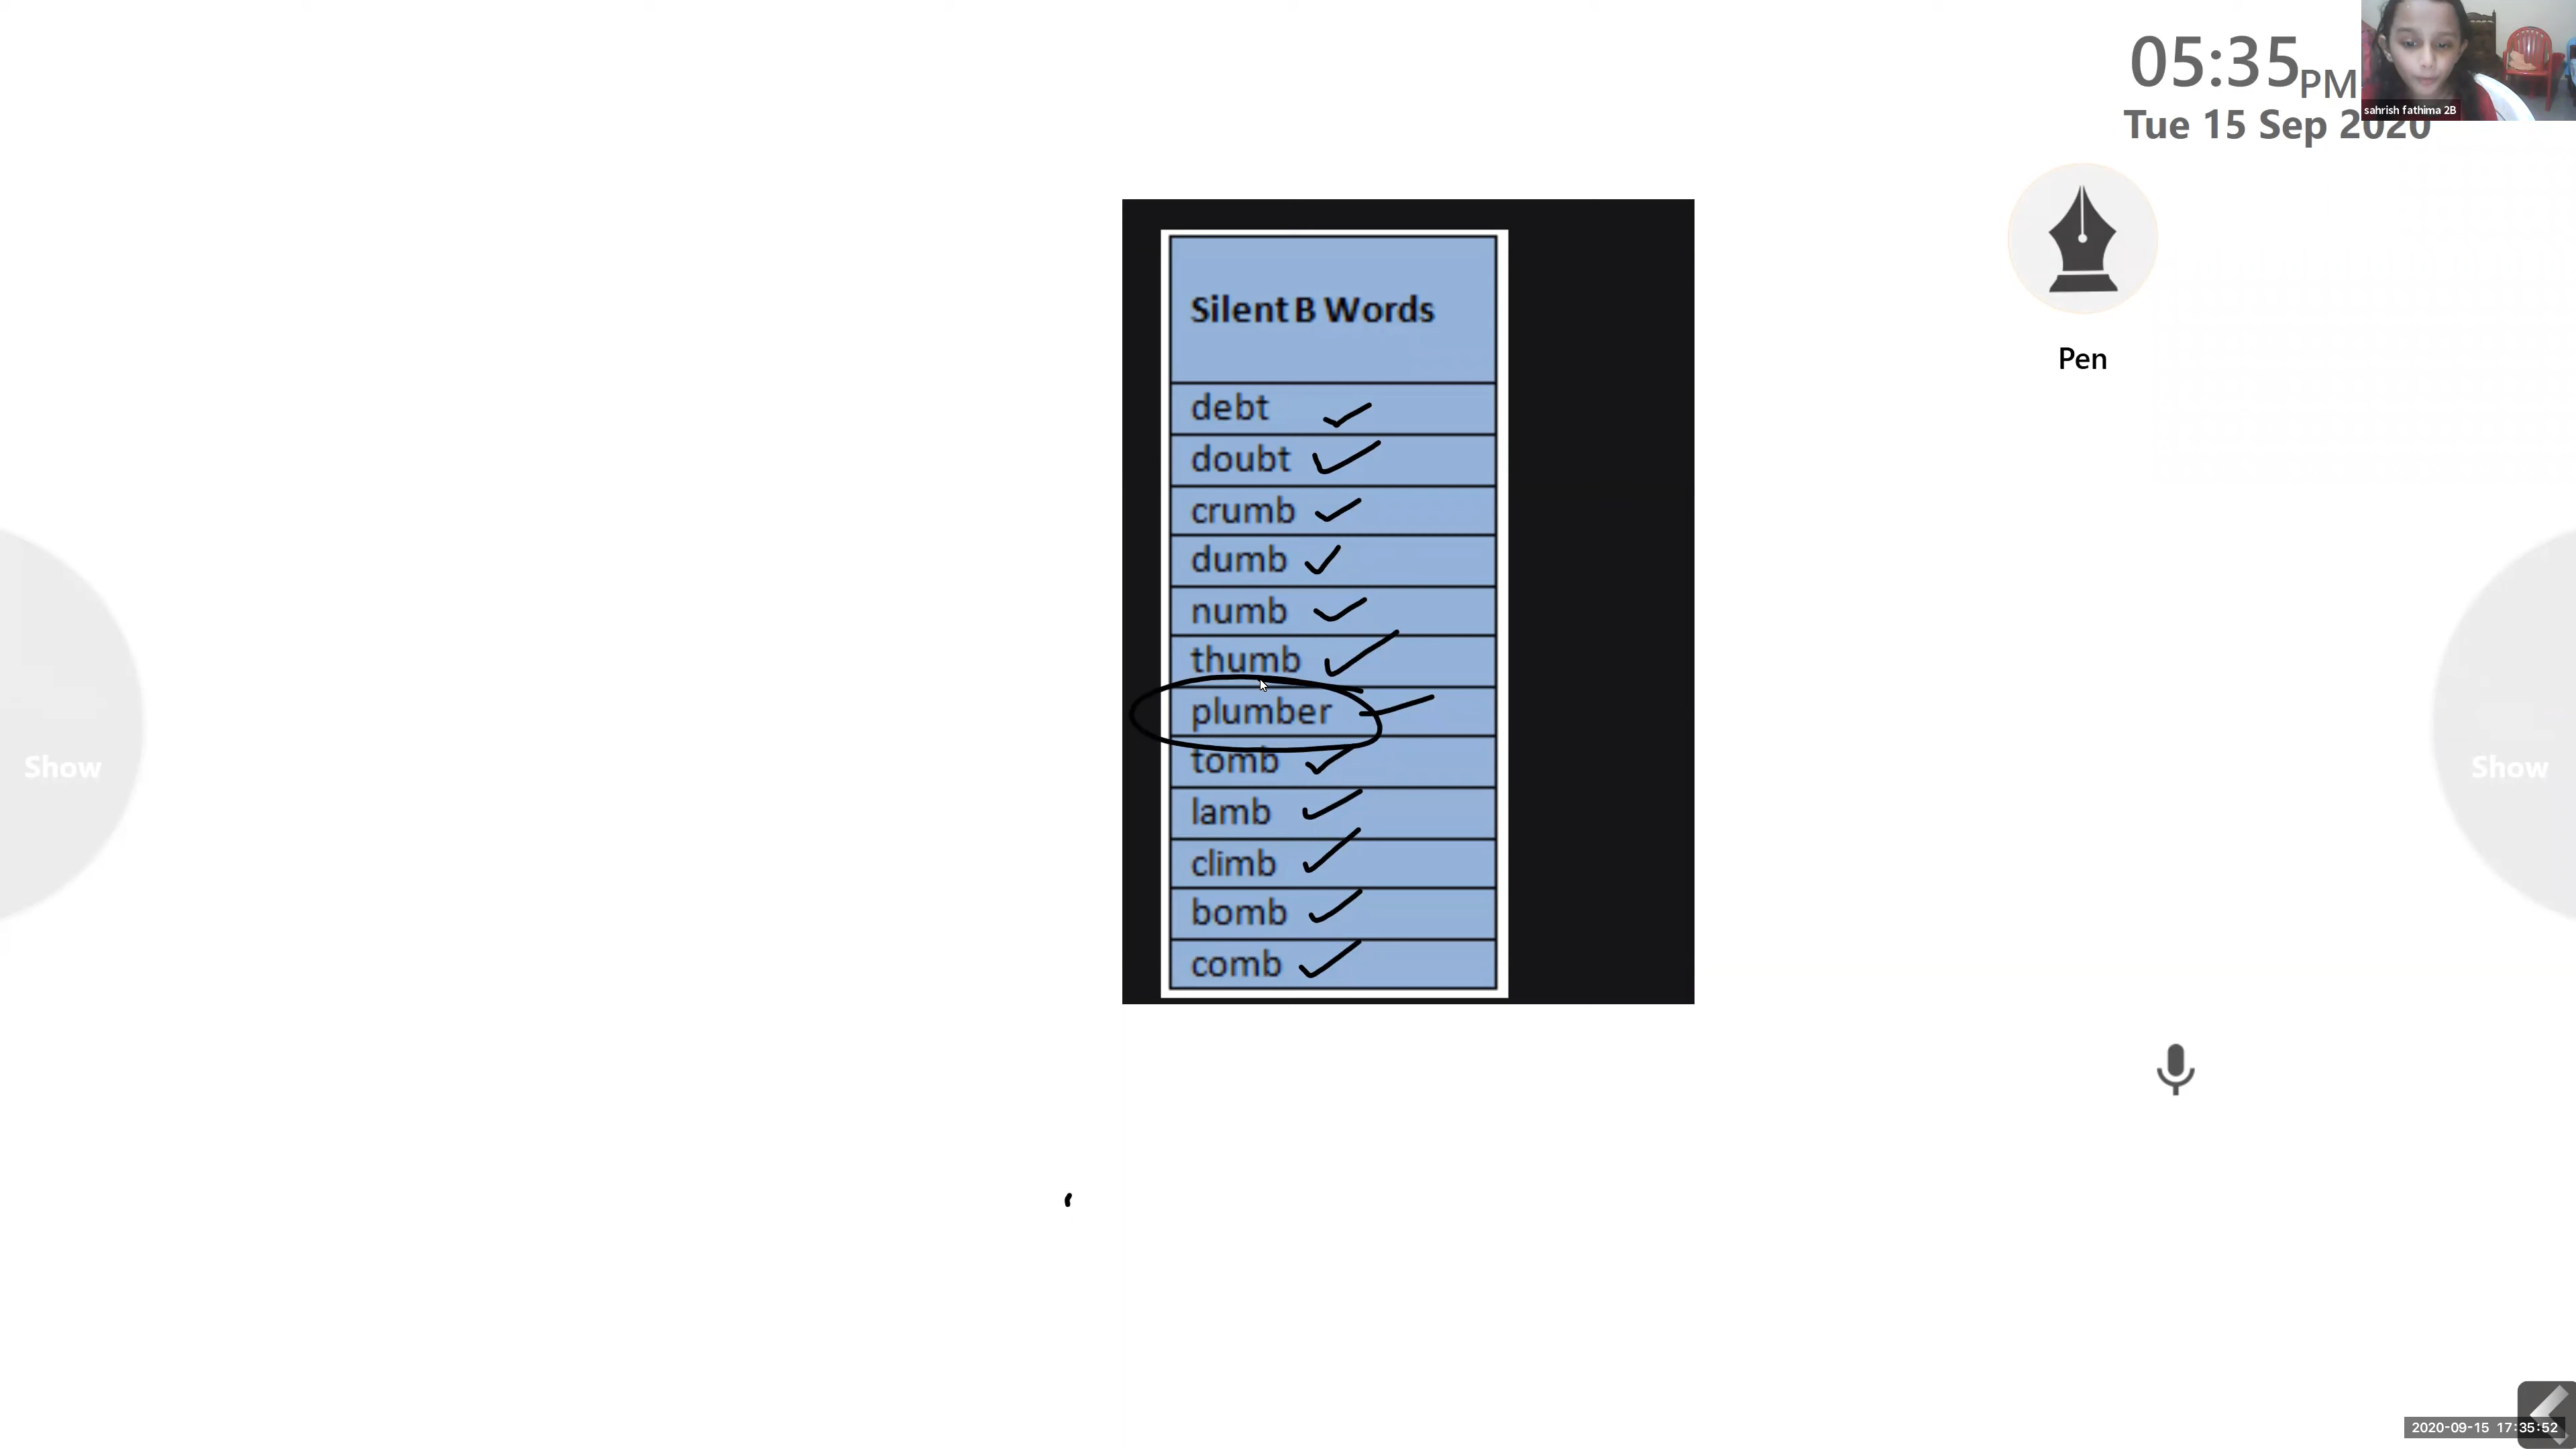 05:35PM
Tue 15 Sep 2020
sahrish fathima 2B
Pen
Silent B Words
debt
doubt
crumb
dumb
numb
thumb
plumber
tomb
lamb
climb
bomb
comb
Show
Show
2020-09-15 17:35:52